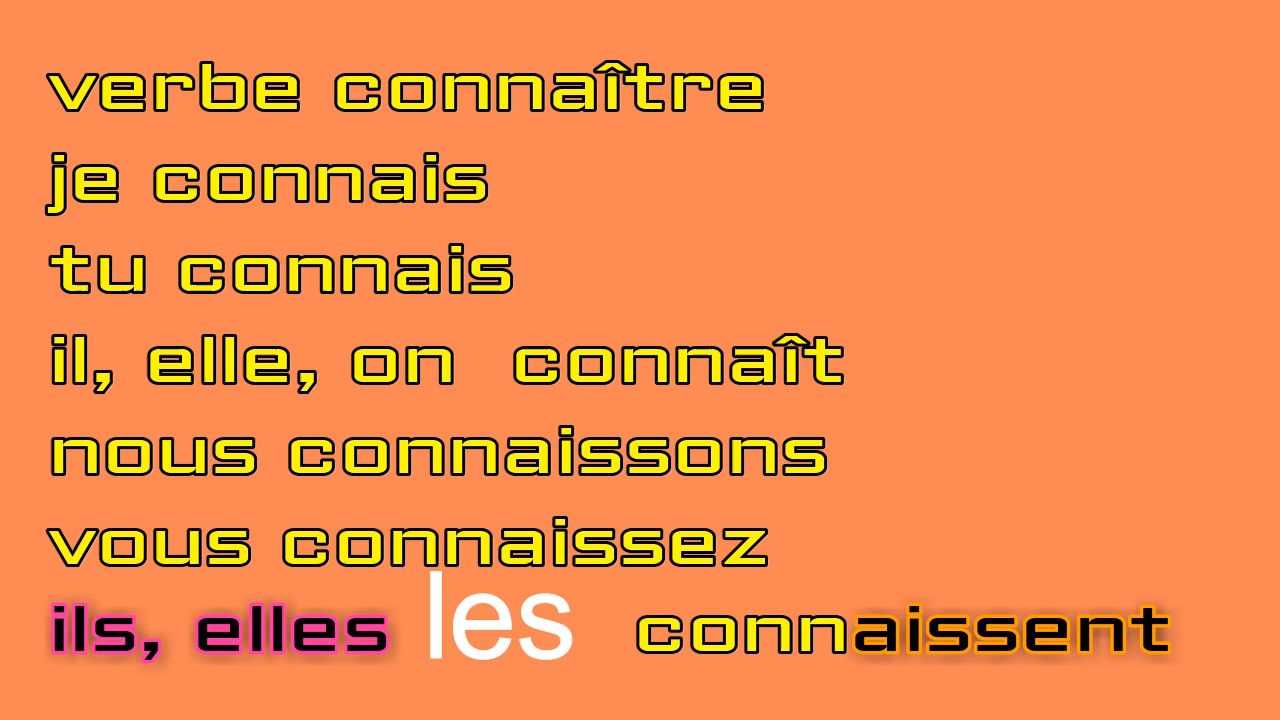 verbe connaître
je connais
tu connais
il, elle, on connaît
nous connaissons
vous connaissez
ils, elles les connaissent